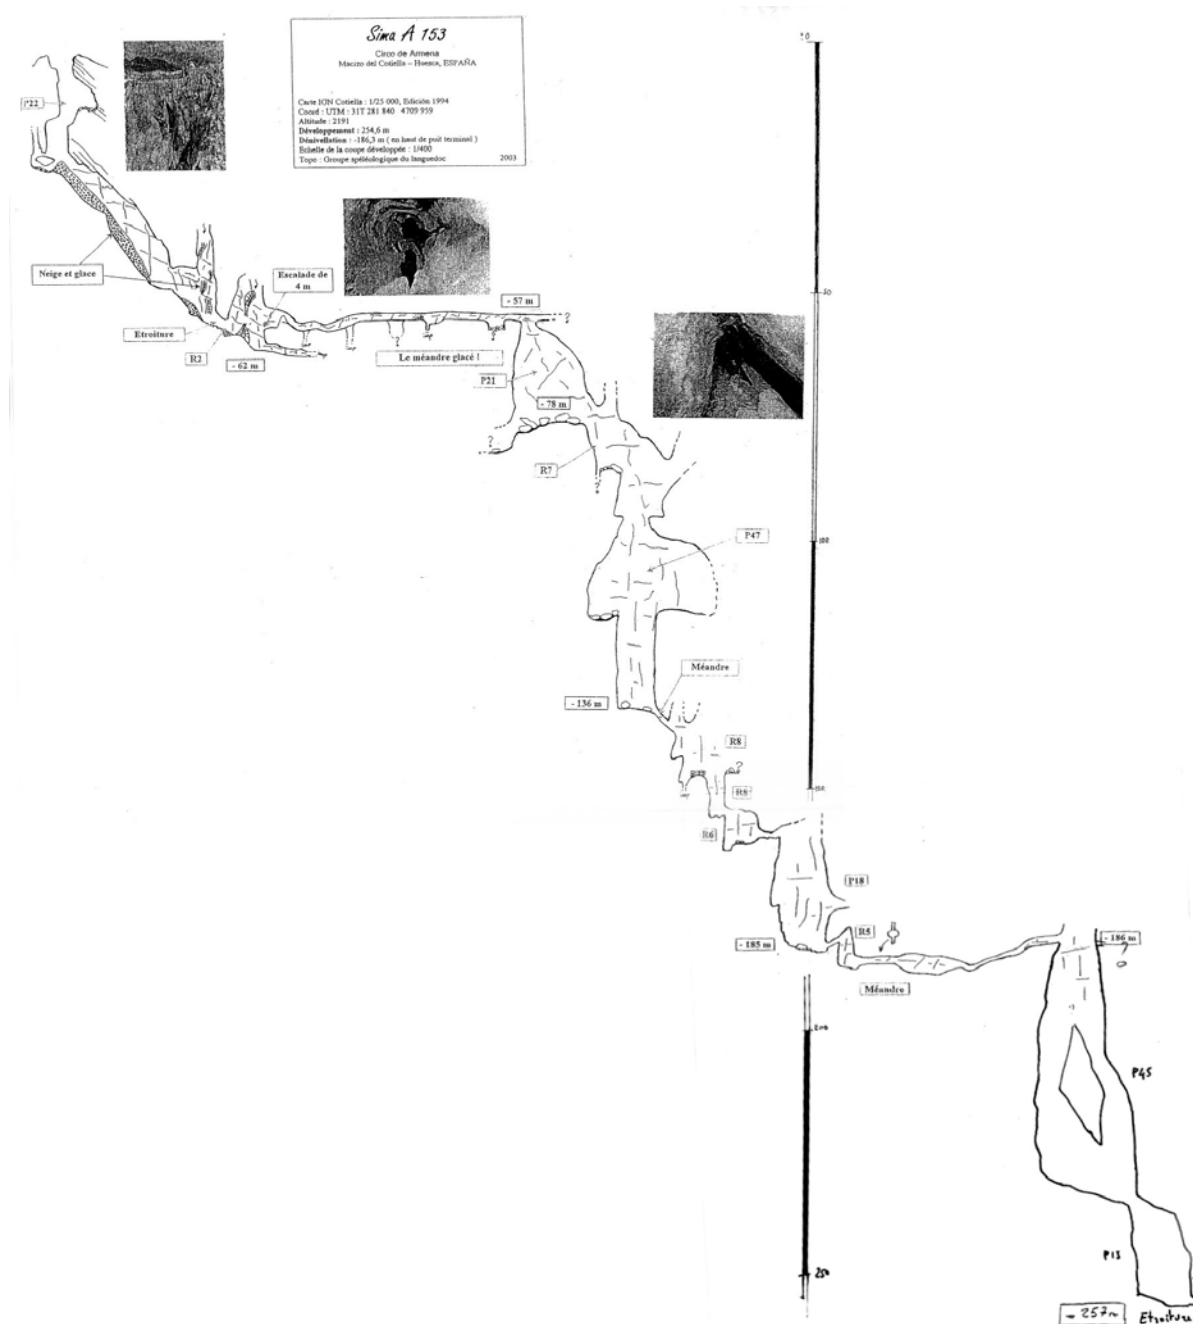 Sima A 153
Circo de Armena
Macizo del Cotiella – Huesca, ESPAÑA
Carte IGN Cotiella : 1/25 000, Edición 1994
Coord : UTM : 31T 281 840 4709 959
Altitude : 2191
Développement : 254,6 m
Dénivellation : -186,3 m ( en haut de puit terminal )
Echelle de la coupe développée : 1/400
Topo : Groupe spéléologique du languedoc 2003
P22
Neige et glace
Escalade de
4 m
Etroiture
R2
- 62 m
- 57 m
?
Le méandre glacé !
P21
- 78 m
?
R7
?
50
100
P47
Méandre
- 136 m
R8
?
R8
R6
150
P18
R5
- 185 m
- 186 m
?
Méandre
200
P45
P13
250
- 257m
Etroiture